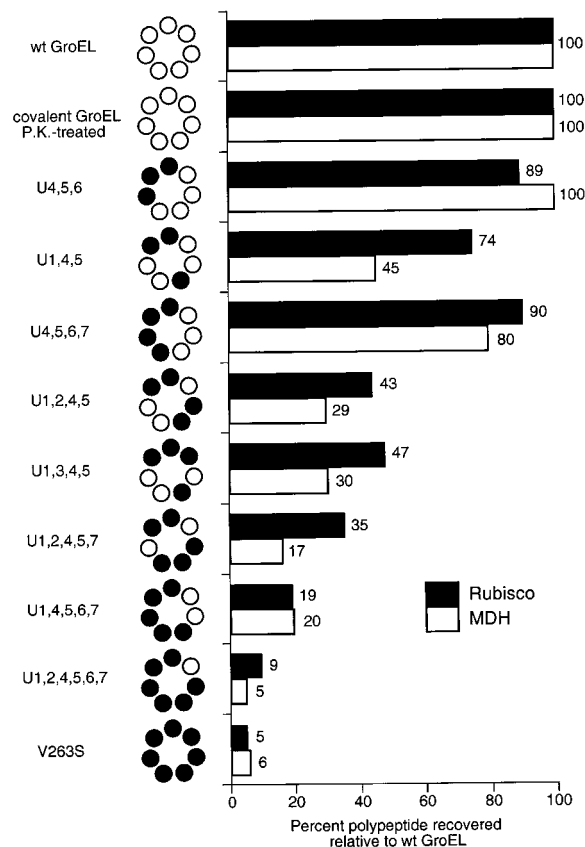 wt GroEL
100
covalent GroEL
P.K.-treated
100
100
U4,5,6
89
100
U1,4,5
74
45
U4,5,6,7
90
80
U1,2,4,5
43
29
U1,3,4,5
47
30
U1,2,4,5,7
35
17
U1,4,5,6,7
19
20
Rubisco
MDH
U1,2,4,5,6,7
9
5
V263S
5
6
0 20 40 60 80 100
Percent polypeptide recovered
relative to wt GroEL